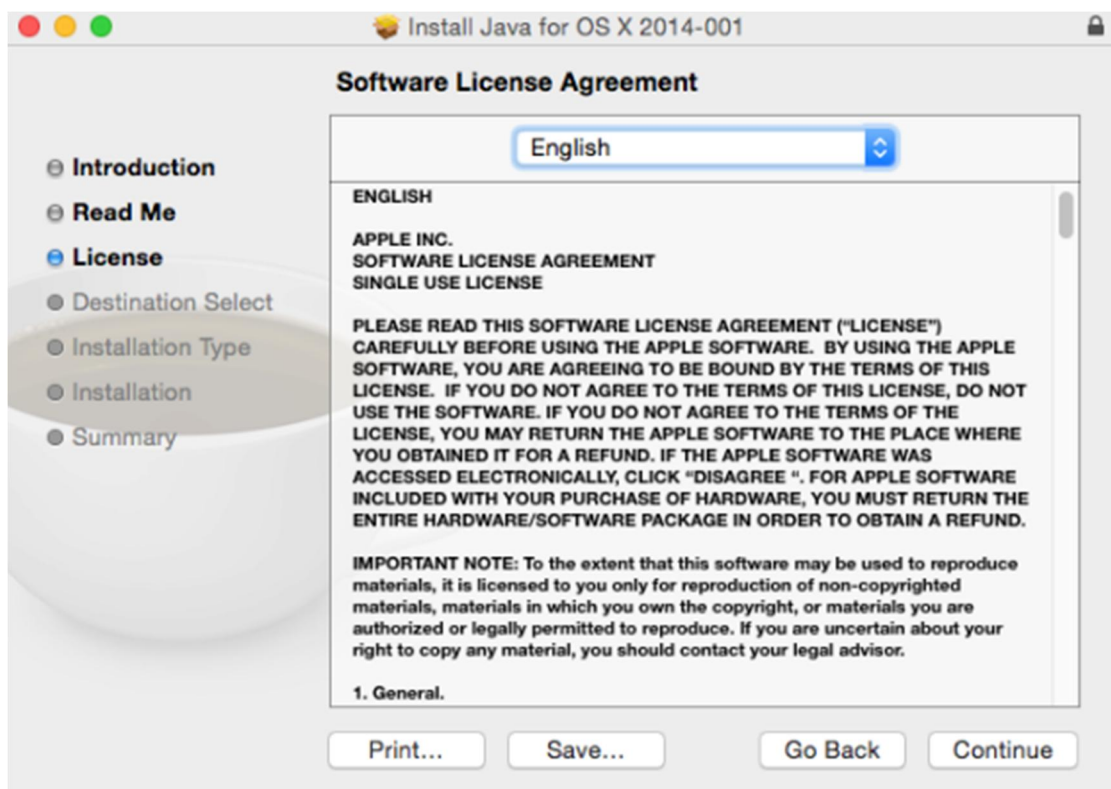 Install Java for OS X 2014-001
Software License Agreement
Introduction
Read Me
License
Destination Select
Installation Type
Installation
Summary
English
ENGLISH
APPLE INC.
SOFTWARE LICENSE AGREEMENT
SINGLE USE LICENSE
PLEASE READ THIS SOFTWARE LICENSE AGREEMENT (“LICENSE”)
CAREFULLY BEFORE USING THE APPLE SOFTWARE.  BY USING THE APPLE
SOFTWARE, YOU ARE AGREEING TO BE BOUND BY THE TERMS OF THIS
LICENSE.  IF YOU DO NOT AGREE TO THE TERMS OF THIS LICENSE, DO NOT
USE THE SOFTWARE. IF YOU DO NOT AGREE TO THE TERMS OF THE
LICENSE, YOU MAY RETURN THE APPLE SOFTWARE TO THE PLACE WHERE
YOU OBTAINED IT FOR A REFUND. IF THE APPLE SOFTWARE WAS
ACCESSED ELECTRONICALLY, CLICK “DISAGREE “. FOR APPLE SOFTWARE
INCLUDED WITH YOUR PURCHASE OF HARDWARE, YOU MUST RETURN THE
ENTIRE HARDWARE/SOFTWARE PACKAGE IN ORDER TO OBTAIN A REFUND.
IMPORTANT NOTE: To the extent that this software may be used to reproduce
materials, it is licensed to you only for reproduction of non-copyrighted
materials, materials in which you own the copyright, or materials you are
authorized or legally permitted to reproduce. If you are uncertain about your
right to copy any material, you should contact your legal advisor.
1. General.
Print...
Save...
Go Back
Continue